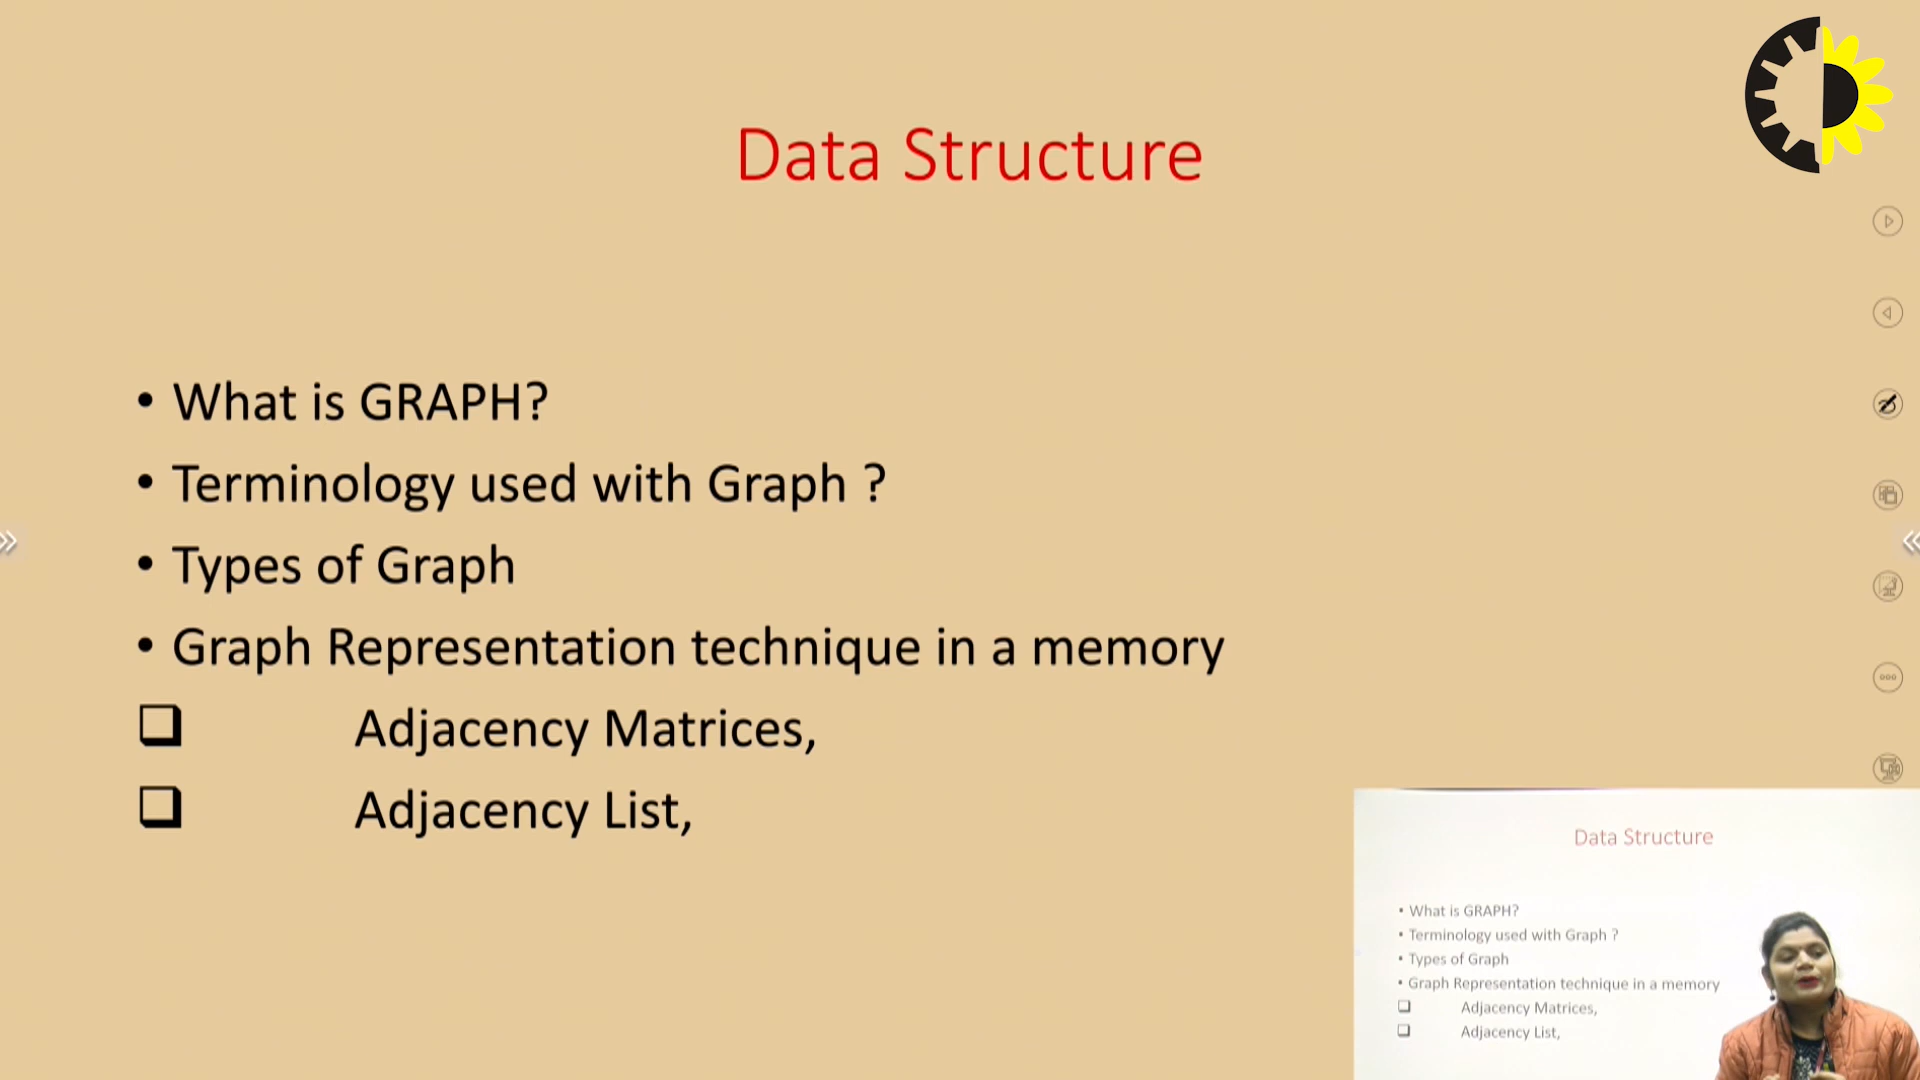 Data Structure
• What is GRAPH?
• Terminology used with Graph ?
• Types of Graph
• Graph Representation technique in a memory
❑ Adjacency Matrices,
❑ Adjacency List,
Data Structure
• What is GRAPH?
• Terminology used with Graph ?
• Types of Graph
• Graph Representation technique in a memory
❑ Adjacency Matrices,
❑ Adjacency List,